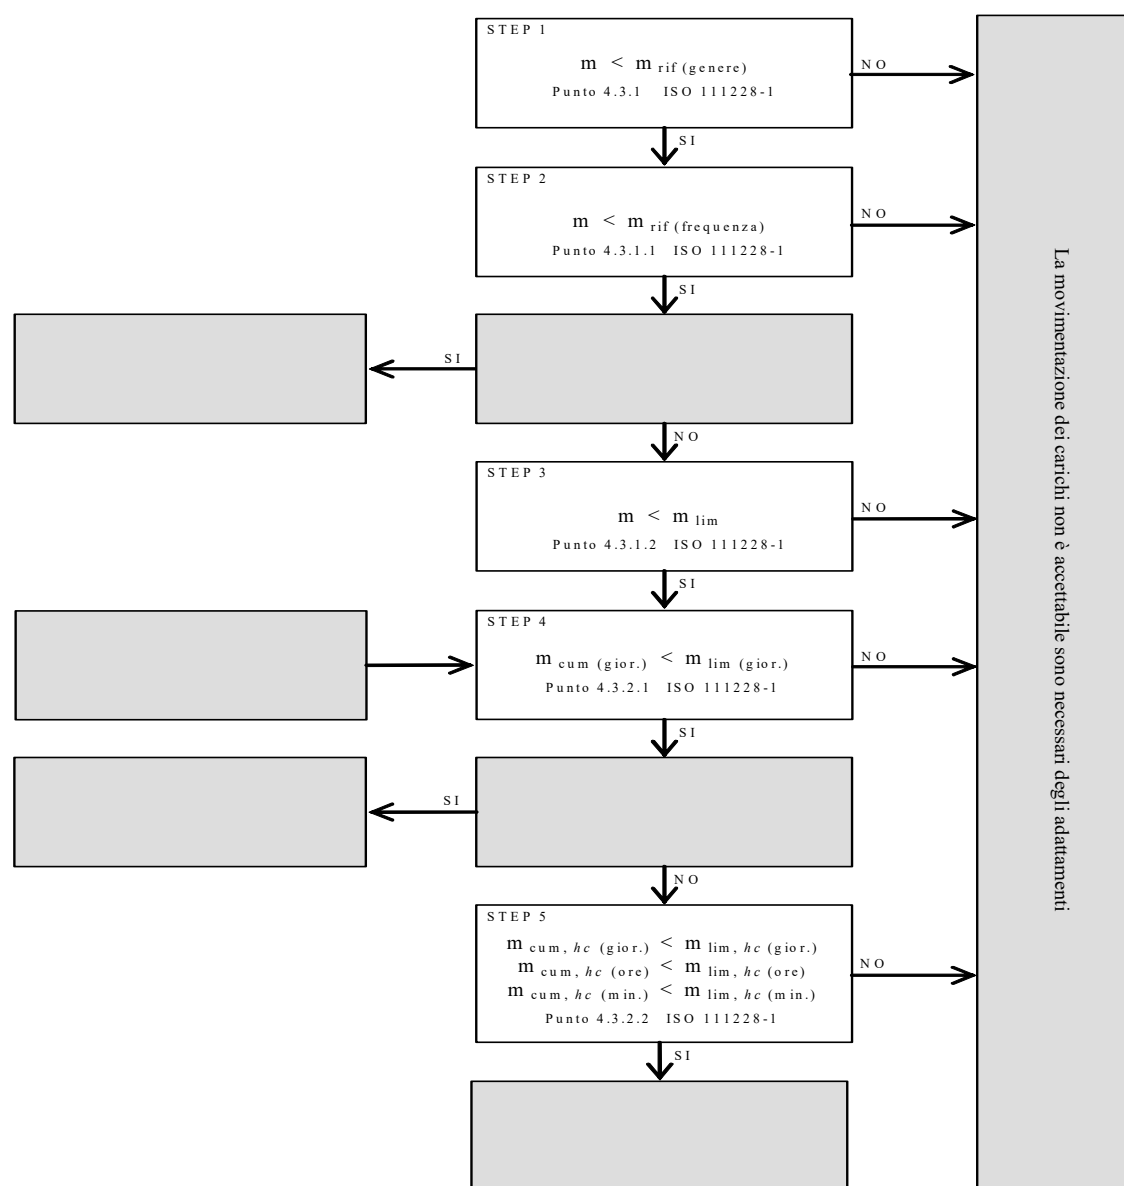 STEP 1
m < m rif (genere)
Punto 4.3.1 ISO 111228-1
NO
SI
STEP 2
m < m rif (frequenza)
Punto 4.3.1.1 ISO 111228-1
NO
SI
SI
NO
STEP 3
m < m lim
Punto 4.3.1.2 ISO 111228-1
NO
SI
STEP 4
m cum (gior.) < m lim (gior.)
Punto 4.3.2.1 ISO 111228-1
NO
SI
SI
NO
STEP 5
m cum, hc (gior.) < m lim, hc (gior.)
m cum, hc (ore) < m lim, hc (ore)
m cum, hc (min.) < m lim, hc (min.)
Punto 4.3.2.2 ISO 111228-1
NO
SI
La movimentazione dei carichi non è accettabile sono necessari degli adattamenti